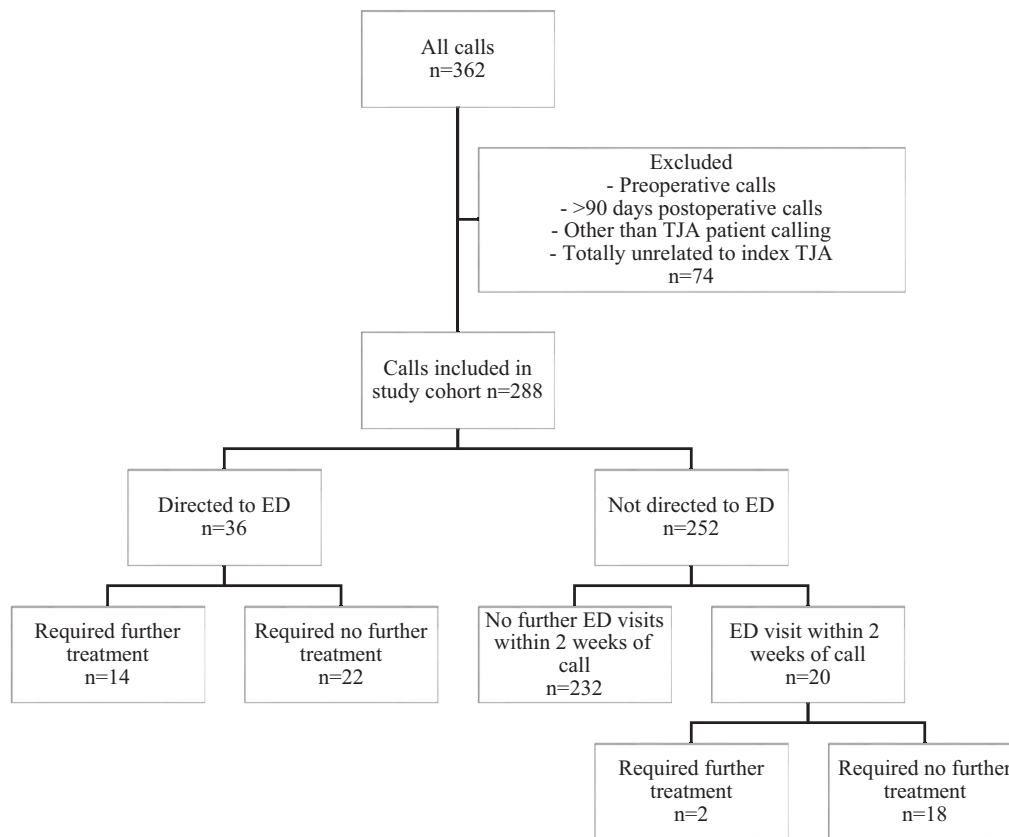 All calls
n=362
Excluded
- Preoperative calls
- >90 days postoperative calls
- Other than TJA patient calling
- Totally unrelated to index TJA
n=74
Calls included in
study cohort n=288
Directed to ED
n=36
Not directed to ED
n=252
Required further
treatment
n=14
Required no further
treatment
n=22
No further ED visits
within 2 weeks of
call
n=232
ED visit within 2
weeks of call
n=20
Required further
treatment
n=2
Required no further
treatment
n=18